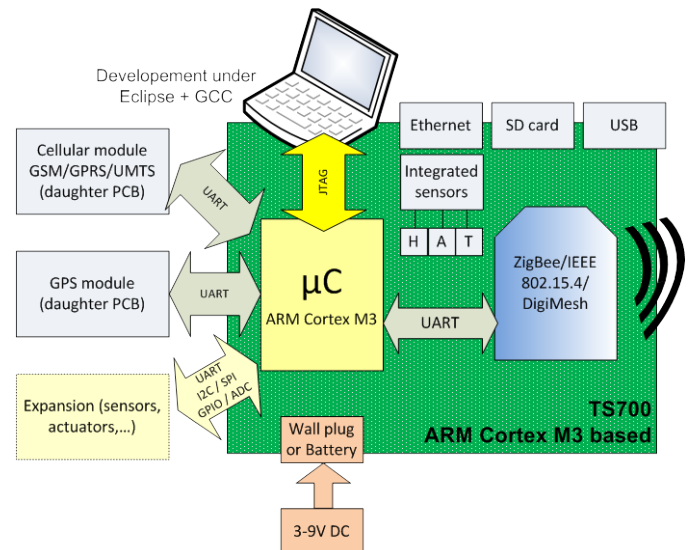 Developement under
Eclipse + GCC
Ethernet
SD card
USB
Cellular module
GSM/GPRS/UMTS
(daughter PCB)
UART
JTAG
Integrated
sensors
H A T
GPS module
(daughter PCB)
UART
µC
ARM Cortex M3
UART
ZigBee/IEEE
802.15.4/
DigiMesh
Expansion (sensors,
actuators,...)
UART
I2C / SPI
GPIO / ADC
TS700
ARM Cortex M3 based
Wall plug
or Battery
3-9V DC